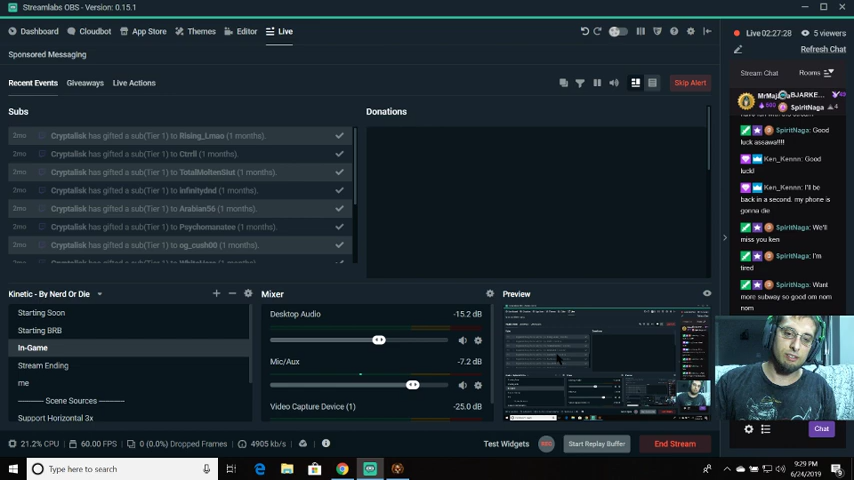 Streamlabs OBS - Version: 0.15.1
Dashboard Cloudbot App Store Themes Editor Live
Live 02:27:28 5 viewers
Sponsored Messaging
Refresh Chat
Recent Events Giveaways Live Actions
Skip Alert
Stream Chat Rooms
Subs
Cryptalisk has gifted a sub(Tier 1) to Rising_Lmao (1 months).
2mo
Cryptalisk has gifted a sub(Tier 1) to Ctrrll (1 months).
2mo
Cryptalisk has gifted a sub(Tier 1) to TotalMoltenSlut (1 months).
2mo
Cryptalisk has gifted a sub(Tier 1) to infinitydnd (1 months).
2mo
Cryptalisk has gifted a sub(Tier 1) to Arabian56 (1 months).
2mo
Cryptalisk has gifted a sub(Tier 1) to Psychomanatee (1 months).
2mo
Cryptalisk has gifted a sub(Tier 1) to og_cush00 (1 months).
2mo
Donations
BJARKE...
SpiritNaga 4
SpiritNaga: Good
luck assawa!!!!
Ken_Kennn: Good
luck!
Ken_Kennn: I'll be
back in a second. my phone is
gonna die
SpiritNaga: We'll
miss you ken
SpiritNaga: I'm
tired
SpiritNaga: Want
more subway so good om nom
nom
Chat
Kinetic - By Nerd Or Die
Starting Soon
Starting BRB
In-Game
Stream Ending
me
-------- Scene Sources --------
Support Horizontal 3x
Mixer
Desktop Audio -15.2 dB
Mic/Aux -7.2 dB
Video Capture Device (1) -25.0 dB
Preview
21.2% CPU 60.00 FPS 0 (0.0%) Dropped Frames 4905 kb/s
Test Widgets REC Start Replay Buffer End Stream
Type here to search
9:29 PM
6/24/2019